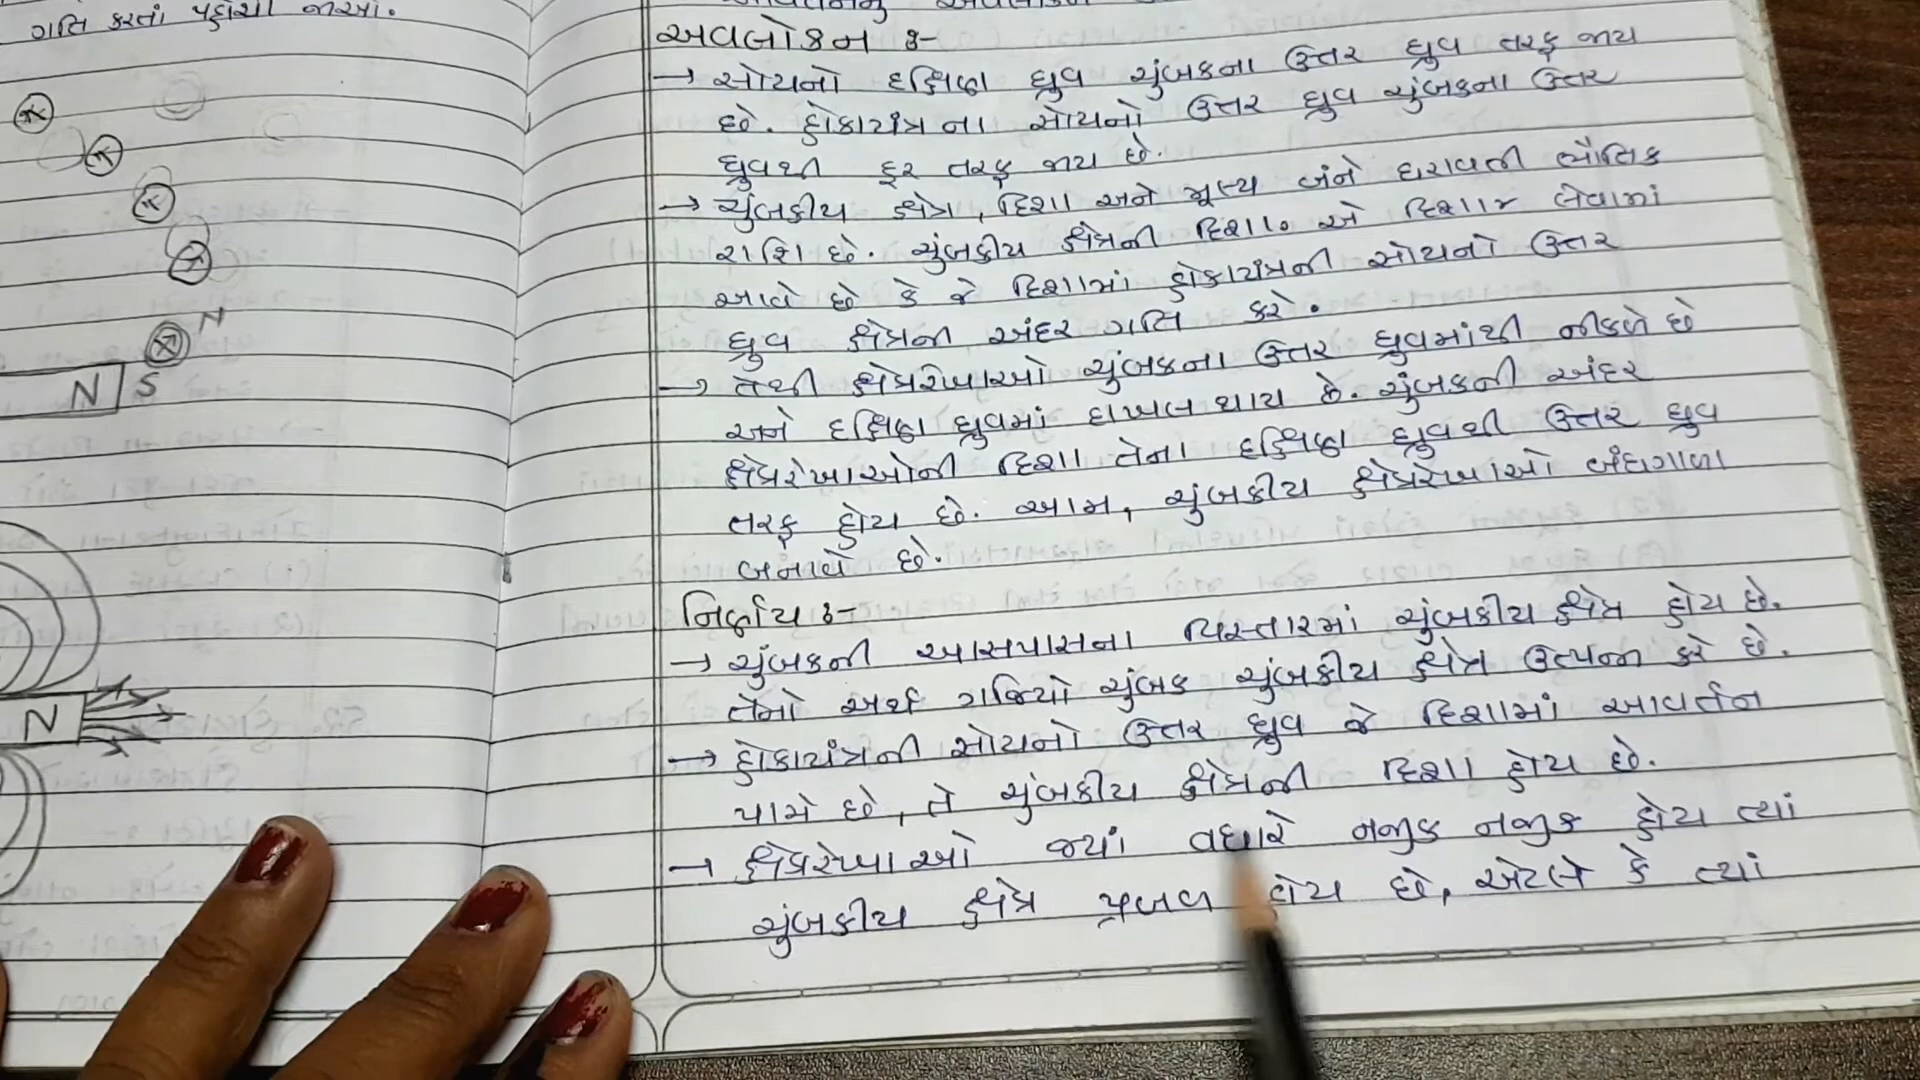 ગતિ કરતાં પહોંચી જાઓ.
N
N
S
N
અવલોકન :-
→ સોયનો દક્ષિણ ધ્રુવ ચુંબકના ઉત્તર ધ્રુવ તરફ જાય
છે. હોકાયંત્રના સોયનો ઉત્તર ધ્રુવ ચુંબકના ઉત્તર
ધ્રુવથી દૂર તરફ જાય છે.
→ ચુંબકીય ક્ષેત્ર, દિશા અને મૂલ્ય બંને ધરાવતી ભૌતિક
રાશિ છે. ચુંબકીય ક્ષેત્રની દિશા એ દિશામાં લેવામાં
આવે છે કે જે દિશામાં હોકાયંત્રની સોયનો ઉત્તર
ધ્રુવ ક્ષેત્રની અંદર ગતિ કરે.
→ તેથી ક્ષેત્રરેખાઓ ચુંબકના ઉત્તર ધ્રુવમાંથી નીકળે છે
અને દક્ષિણ ધ્રુવમાં દાખલ થાય છે. ચુંબકની અંદર
ક્ષેત્રરેખાઓની દિશા તેના દક્ષિણ ધ્રુવથી ઉત્તર ધ્રુવ
તરફ હોય છે. આમ, ચુંબકીય ક્ષેત્રરેખાઓ બંધગાળા
બનાવે છે.
નિર્ણય :-
→ ચુંબકની આસપાસના વિસ્તારમાં ચુંબકીય ક્ષેત્ર હોય છે.
તેનો અર્થ ગજિયો ચુંબક ચુંબકીય ક્ષેત્ર ઉત્પન્ન કરે છે.
→ હોકાયંત્રની સોયનો ઉત્તર ધ્રુવ જે દિશામાં આવર્તન
પામે છે, તે ચુંબકીય ક્ષેત્રની દિશા હોય છે.
→ ક્ષેત્રરેખાઓ જ્યાં વધારે નજીક નજીક હોય ત્યાં
ચુંબકીય ક્ષેત્ર પ્રબળ હોય છે, એટલે કે ત્યાં